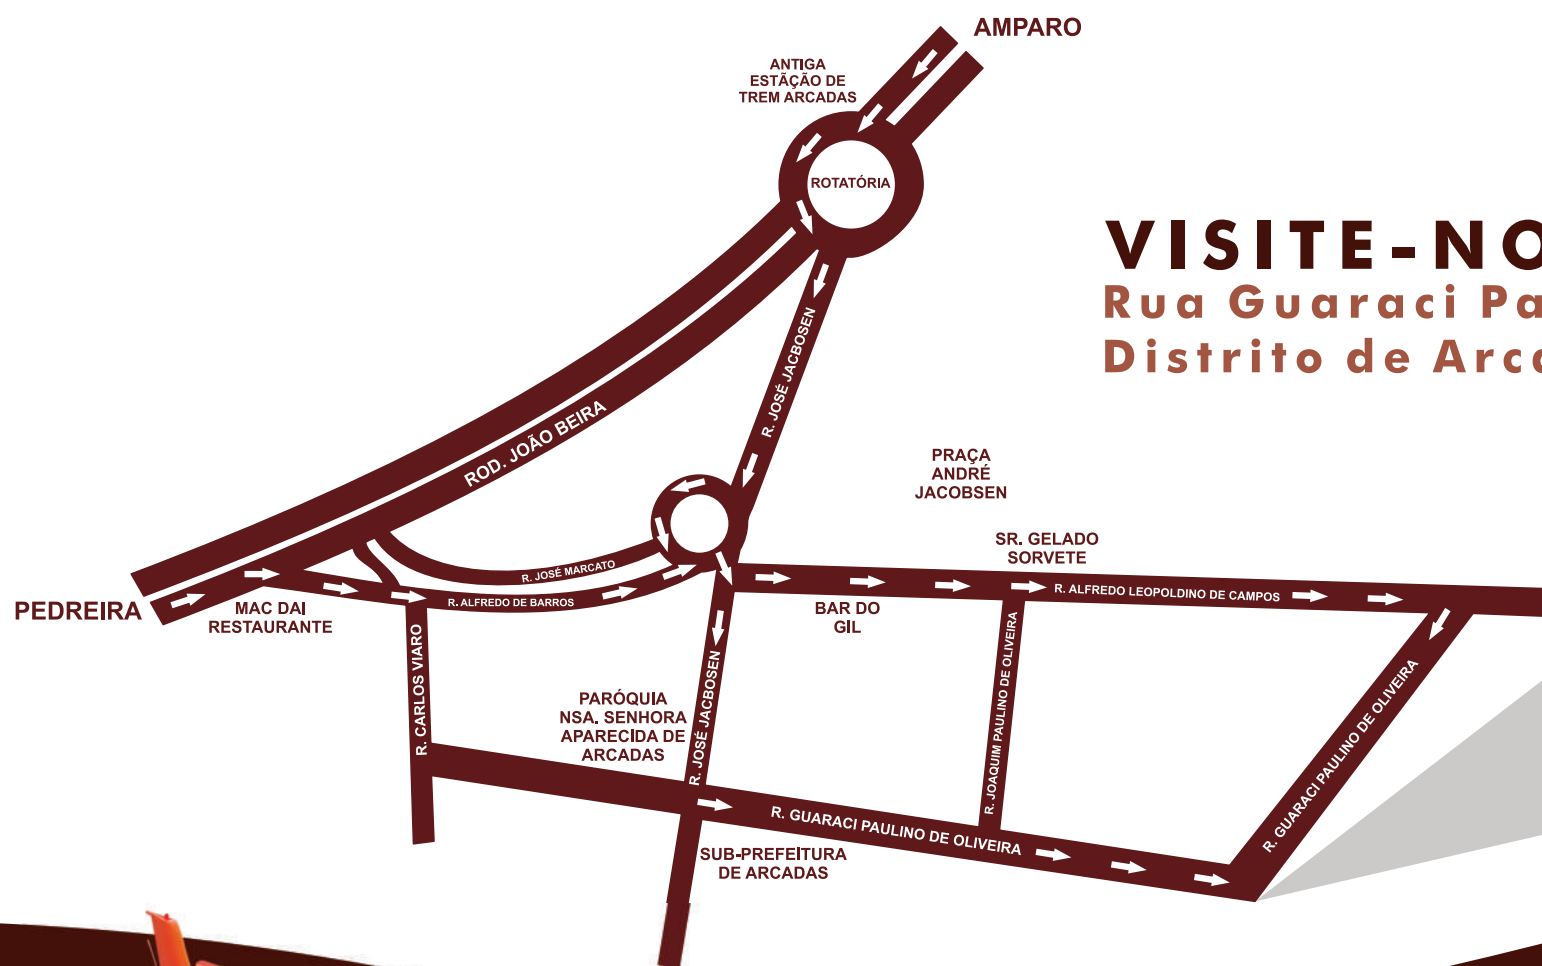 AMPARO
ANTIGA
ESTÃÇÃO DE
TREM ARCADAS
ROTATÓRIA
VISITE-NO
Rua Guaraci Pa
Distrito de Arca
R. JOSÉ JACBOSEN
ROD. JOÃO BEIRA
PRAÇA
ANDRÉ
JACOBSEN
SR. GELADO
SORVETE
R. JOSÉ MARCATO
R. ALFREDO DE BARROS
R. ALFREDO LEOPOLDINO DE CAMPOS
PEDREIRA
MAC DAI
RESTAURANTE
BAR DO
GIL
R. CARLOS VIARO
PARÓQUIA
NSA. SENHORA
APARECIDA DE
ARCADAS
R. JOSÉ JACBOSEN
R. JOAQUIM PAULINO DE OLIVEIRA
R. GUARACI PAULINO DE OLIVEIRA
R. GUARACI PAULINO DE OLIVEIRA
SUB-PREFEITURA
DE ARCADAS